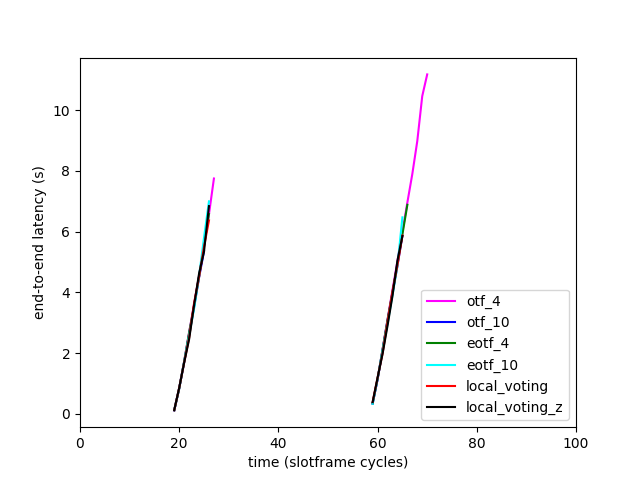 end-to-end latency (s)
10
8
6
4
2
0
0 20 40 60 80 100
time (slotframe cycles)
otf_4
otf_10
eotf_4
eotf_10
local_voting
local_voting_z